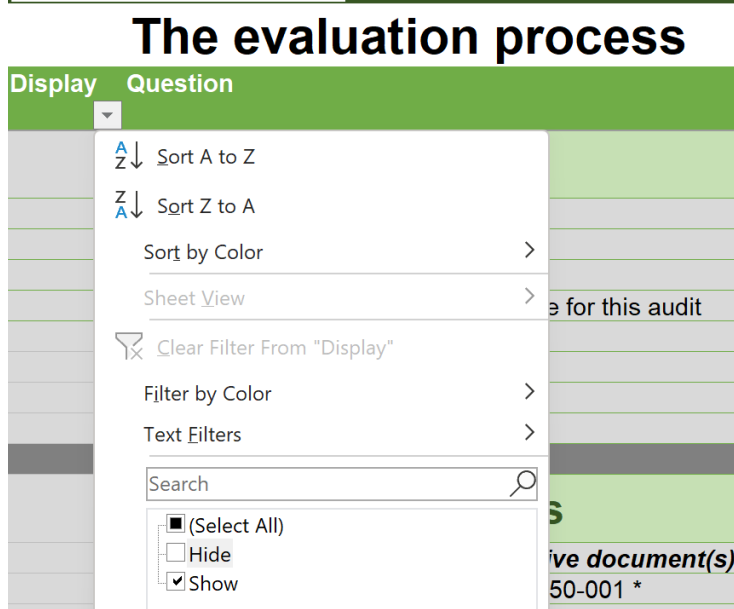 The evaluation process
Display Question
Sort A to Z
Sort Z to A
Sort by Color
Sheet View
e for this audit
Clear Filter From "Display"
Filter by Color
Text Filters
Search
s
(Select All)
Hide
ive document(s)
Show
50-001 *